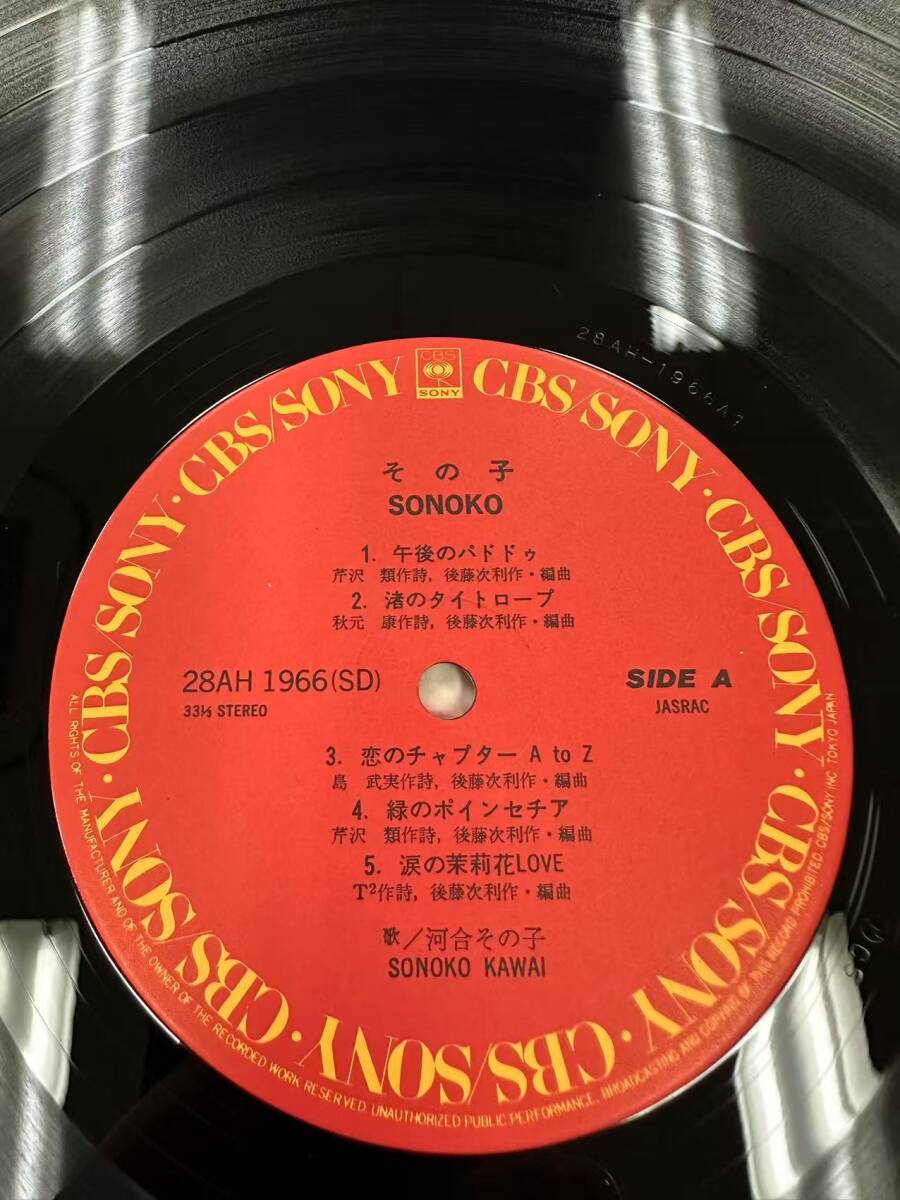 28AH-1966A7
CBS
SONY
CBS/SONY · CBS/SONY · CBS/SONY · CBS/SONY · CBS/SONY · CBS/SONY · CBS/SONY · CBS/SONY
その子
SONOKO
1. 午後のパドドゥ
芹沢 類作詩, 後藤次利作・編曲
2. 渚のタイトロープ
秋元 康作詩, 後藤次利作・編曲
28AH 1966(SD)
33⅓ STEREO
SIDE A
JASRAC
3. 恋のチャプター A to Z
島 武実作詩, 後藤次利作・編曲
4. 緑のポインセチア
芹沢 類作詩, 後藤次利作・編曲
5. 涙の茉莉花LOVE
T²作詩, 後藤次利作・編曲
歌/河合その子
SONOKO KAWAI
ALL RIGHTS OF THE MANUFACTURER AND OF THE OWNER OF THE RECORDED WORK RESERVED UNAUTHORIZED PUBLIC PERFORMANCE, BROADCASTING AND COPYING OF THIS RECORD PROHIBITED CBS/SONY INC. TOKYO JAPAN